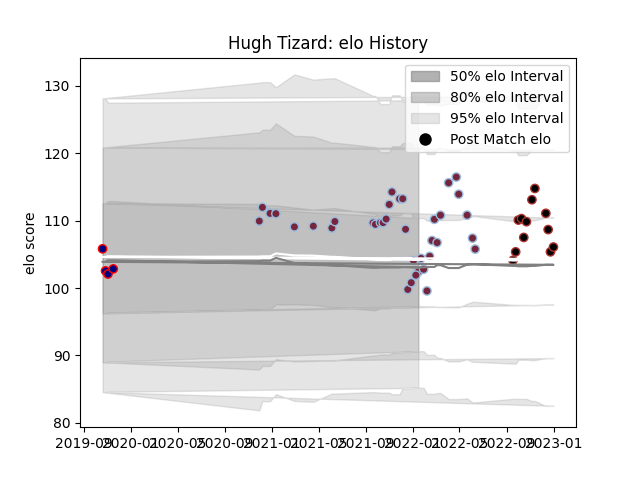 Hugh Tizard: elo History
50% elo Interval
80% elo Interval
95% elo Interval
Post Match elo
elo score
130
120
110
100
90
80
2019-09 2020-01 2020-05 2020-09 2021-01 2021-05 2021-09 2022-01 2022-05 2022-09 2023-01